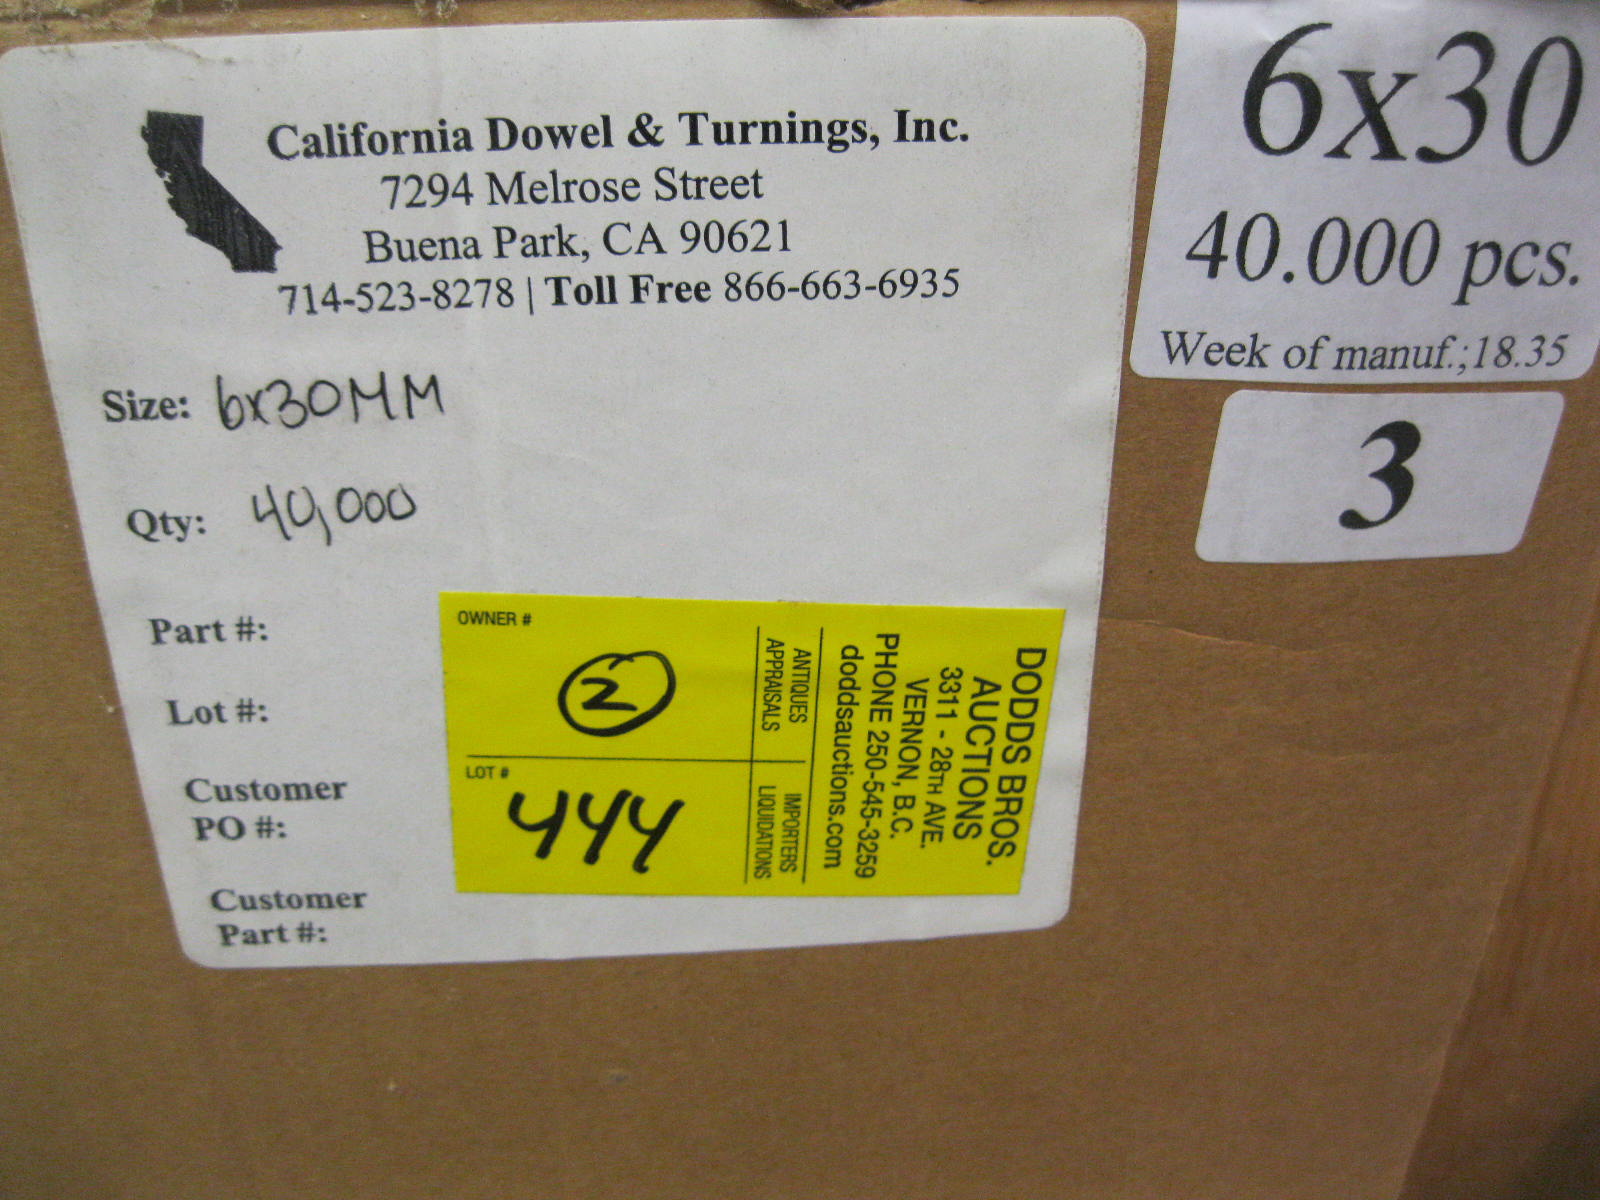 California Dowel & Turnings, Inc.
7294 Melrose Street
Buena Park, CA 90621
714-523-8278 | Toll Free 866-663-6935
Size: 6x30MM
Qty: 40,000
Part #:
Lot #:
Customer
PO #:
Customer
Part #:
6x30
40.000 pcs.
Week of manuf.;18.35
3
OWNER #
2
LOT #
444
DODDS BROS.
AUCTIONS
3311 - 28TH AVE.
VERNON, B.C.
PHONE 250-545-3259
doddsauctions.com
ANTIQUES
APPRAISALS
IMPORTERS
LIQUIDATIONS